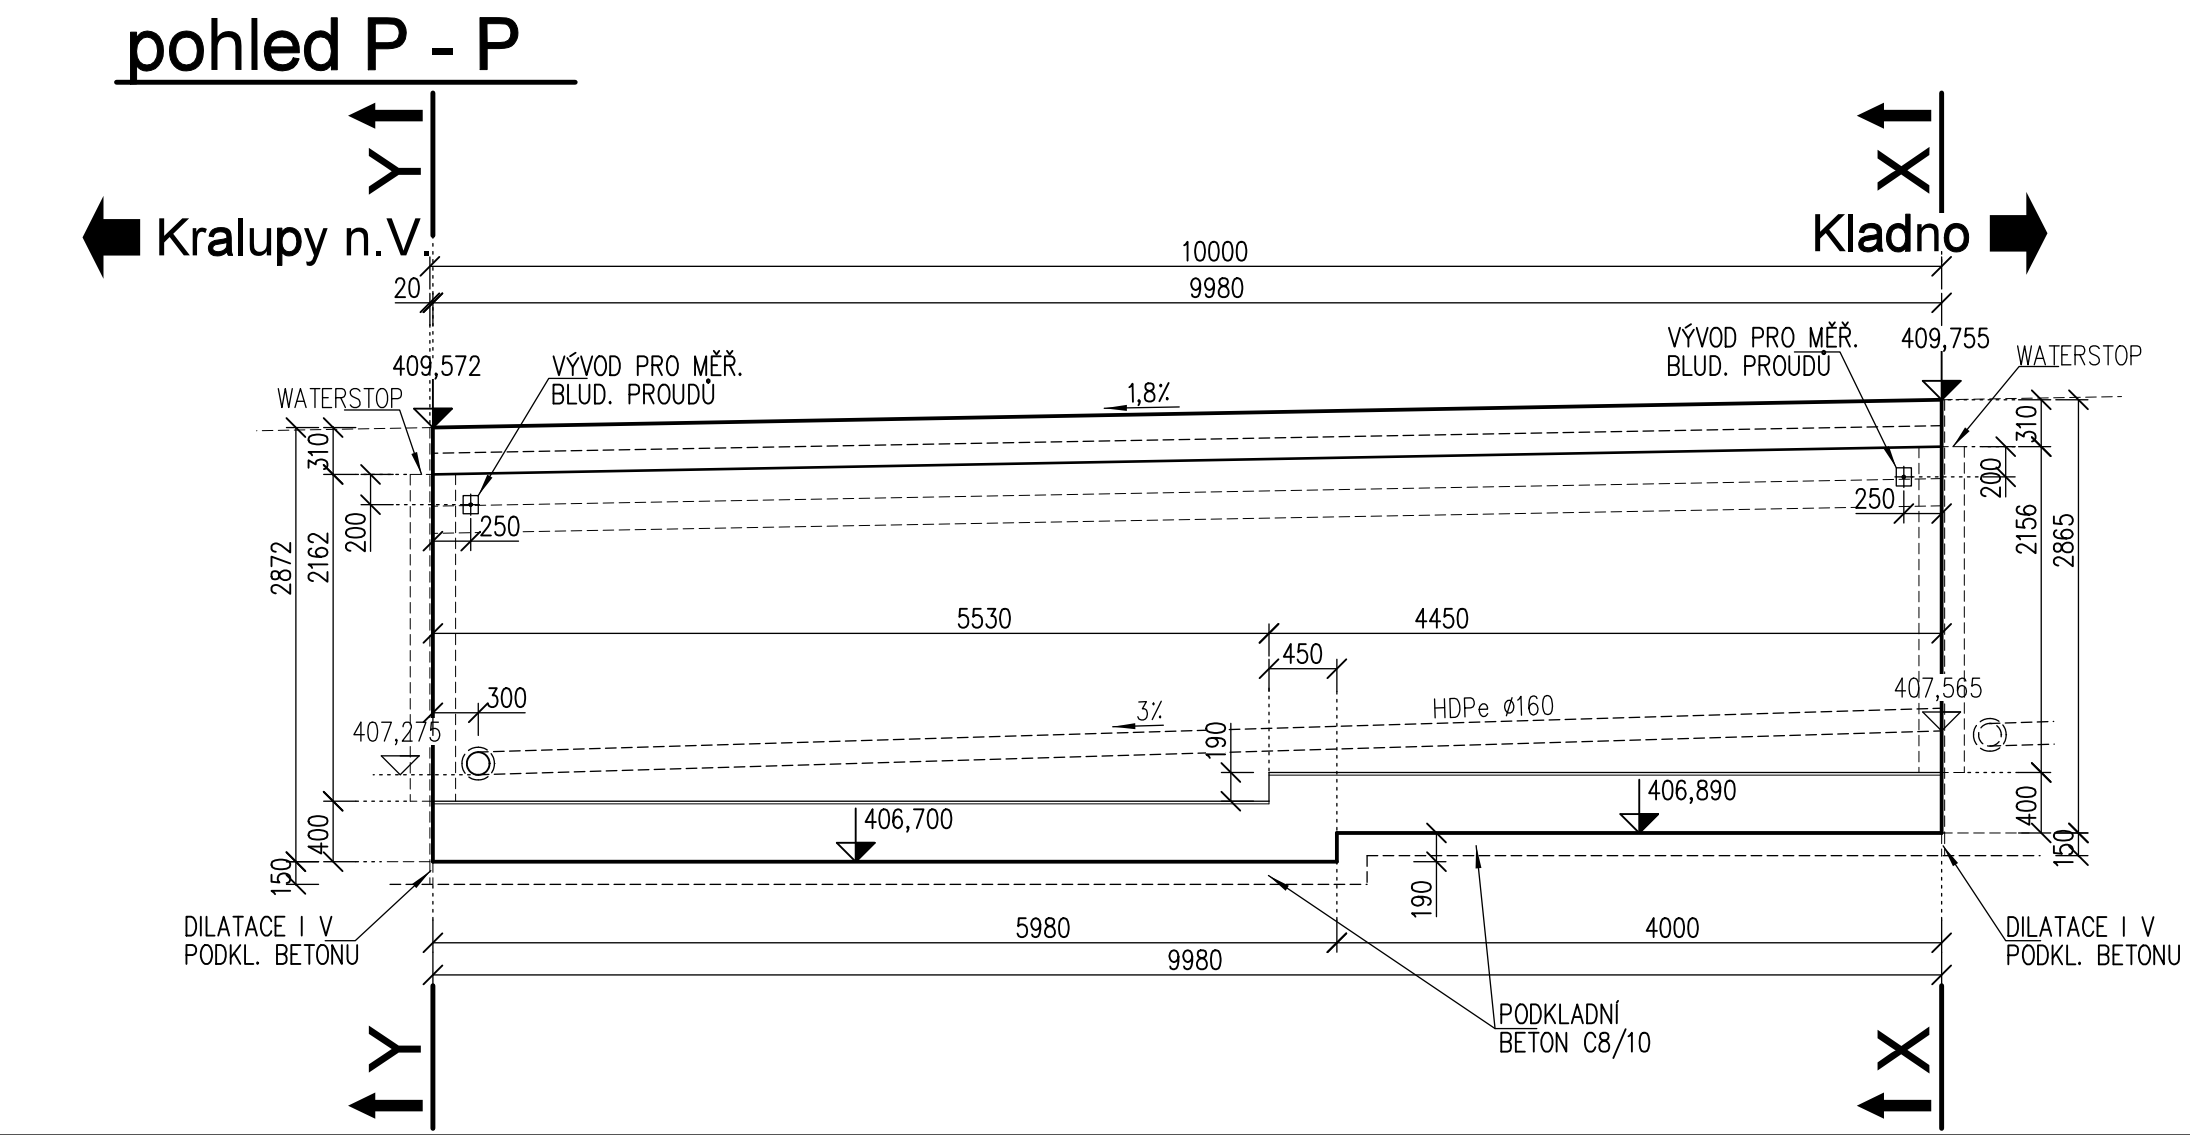 pohled P - P
Y
X
Kralupy n.V.
Kladno
10000
20
9980
409,572
VÝVOD PRO MĚŘ.
BLUD. PROUDŮ
VÝVOD PRO MĚŘ.
BLUD. PROUDŮ
409,755
WATERSTOP
WATERSTOP
1,8%
310
200
250
2872
2162
310
200
250
2156
2865
5530
4450
450
300
407,275
3%
HDPe ø160
407,565
190
406,700
406,890
400
150
400
150
190
DILATACE I V
PODKL. BETONU
5980
4000
9980
DILATACE I V
PODKL. BETONU
PODKLADNÍ
BETON C8/10
Y
X